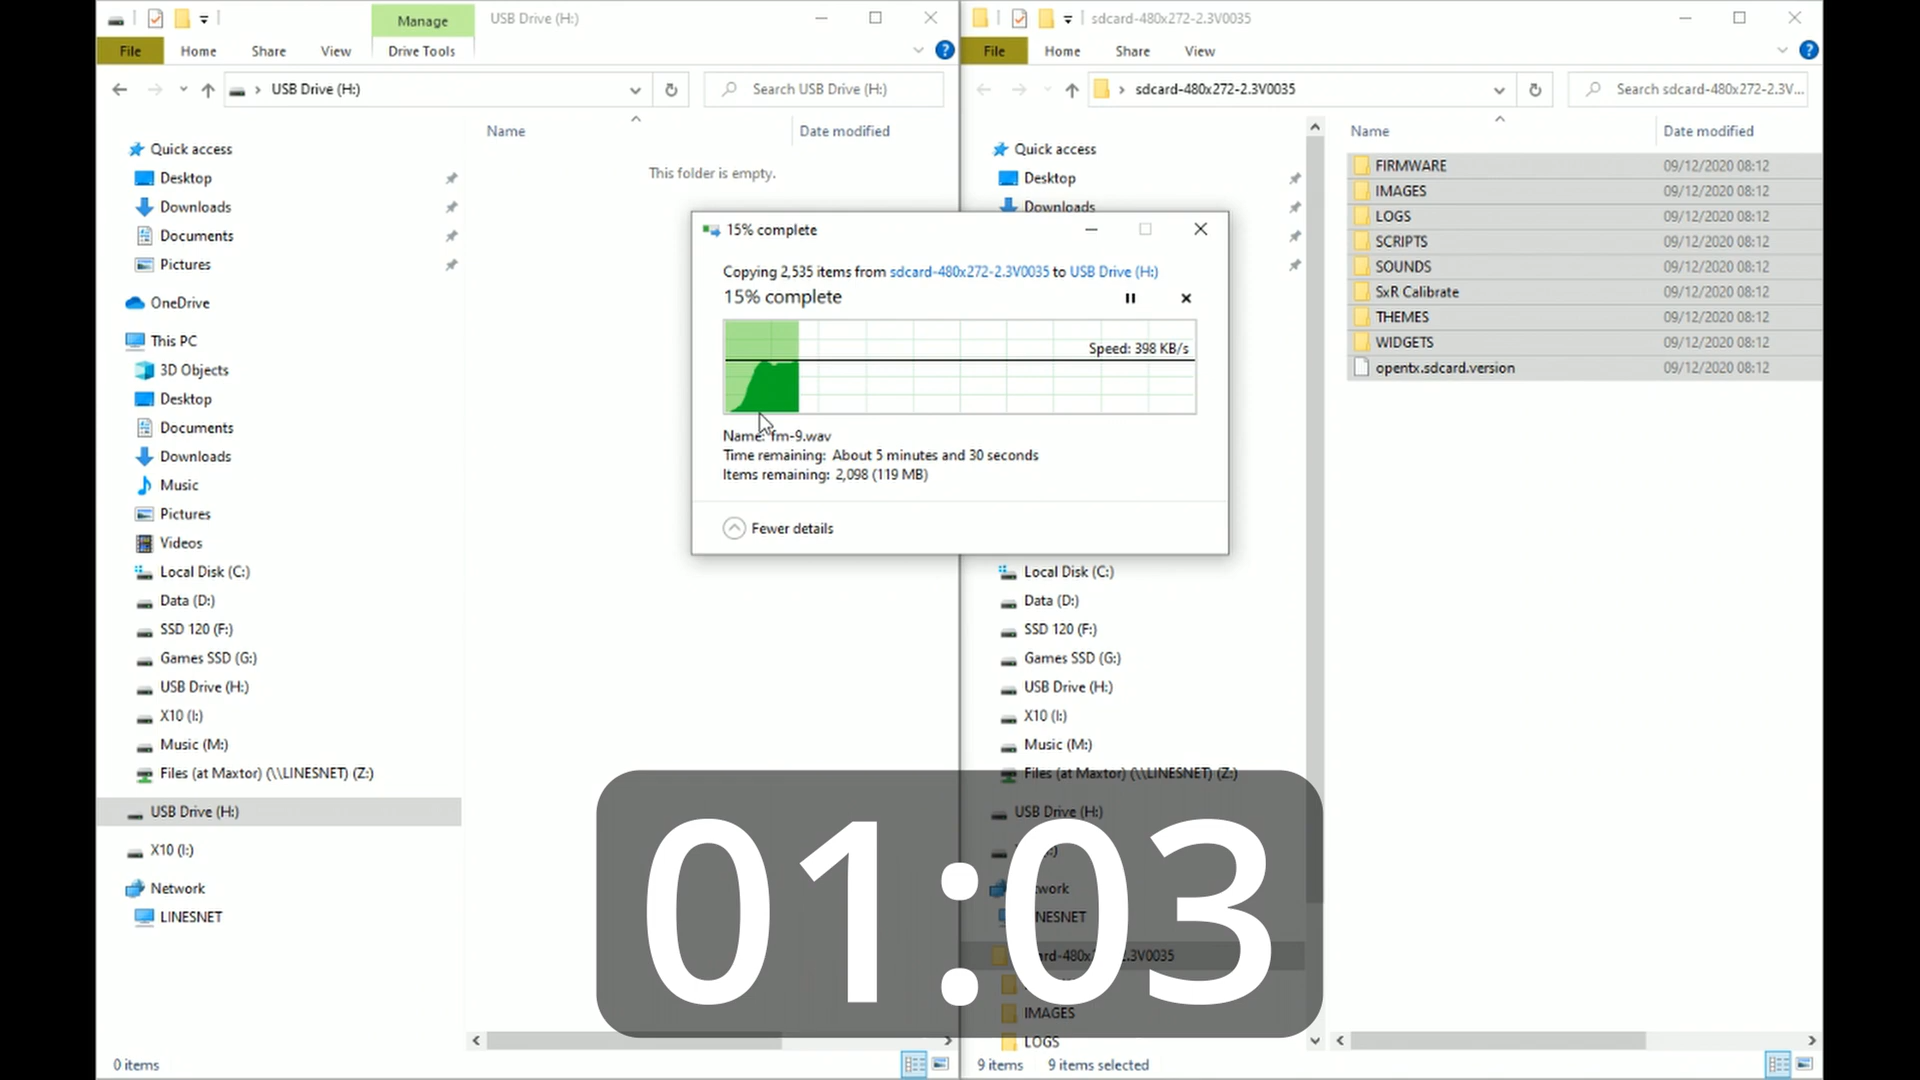 Manage
USB Drive (H:)
File
Home
Share
View
Drive Tools
USB Drive (H:)
Search USB Drive (H:)
Name
Date modified
This folder is empty.
Quick access
Desktop
Downloads
Documents
Pictures
OneDrive
This PC
3D Objects
Desktop
Documents
Downloads
Music
Pictures
Videos
Local Disk (C:)
Data (D:)
SSD 120 (F:)
Games SSD (G:)
USB Drive (H:)
X10 (I:)
Music (M:)
Files (at Maxtor) (\\LINESNET) (Z:)
USB Drive (H:)
X10 (I:)
Network
LINESNET
0 items
15% complete
Copying 2,535 items from sdcard-480x272-2.3V0035 to USB Drive (H:)
15% complete
Speed: 398 KB/s
Name: fm-9.wav
Time remaining: About 5 minutes and 30 seconds
Items remaining: 2,098 (119 MB)
Fewer details
sdcard-480x272-2.3V0035
File
Home
Share
View
sdcard-480x272-2.3V0035
Search sdcard-480x272-2.3V...
Quick access
Desktop
Downloads
Local Disk (C:)
Data (D:)
SSD 120 (F:)
Games SSD (G:)
USB Drive (H:)
X10 (I:)
Music (M:)
Files (at Maxtor) (\\LINESNET) (Z:)
USB Drive (H:)
IMAGES
LOGS
Name
Date modified
FIRMWARE 09/12/2020 08:12
IMAGES 09/12/2020 08:12
LOGS 09/12/2020 08:12
SCRIPTS 09/12/2020 08:12
SOUNDS 09/12/2020 08:12
SxR Calibrate 09/12/2020 08:12
THEMES 09/12/2020 08:12
WIDGETS 09/12/2020 08:12
opentx.sdcard.version 09/12/2020 08:12
9 items
9 items selected
01:03